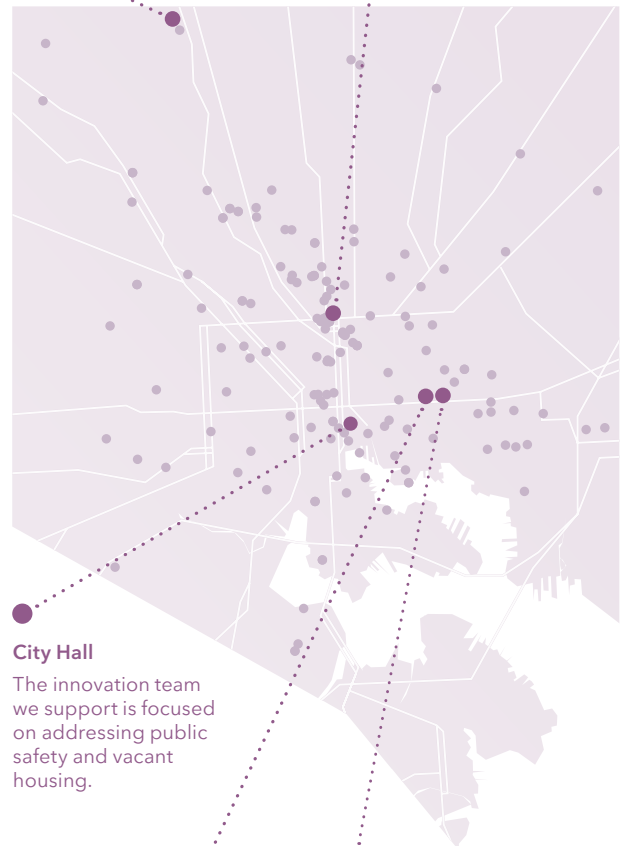 City Hall
The innovation team
we support is focused
on addressing public
safety and vacant
housing.